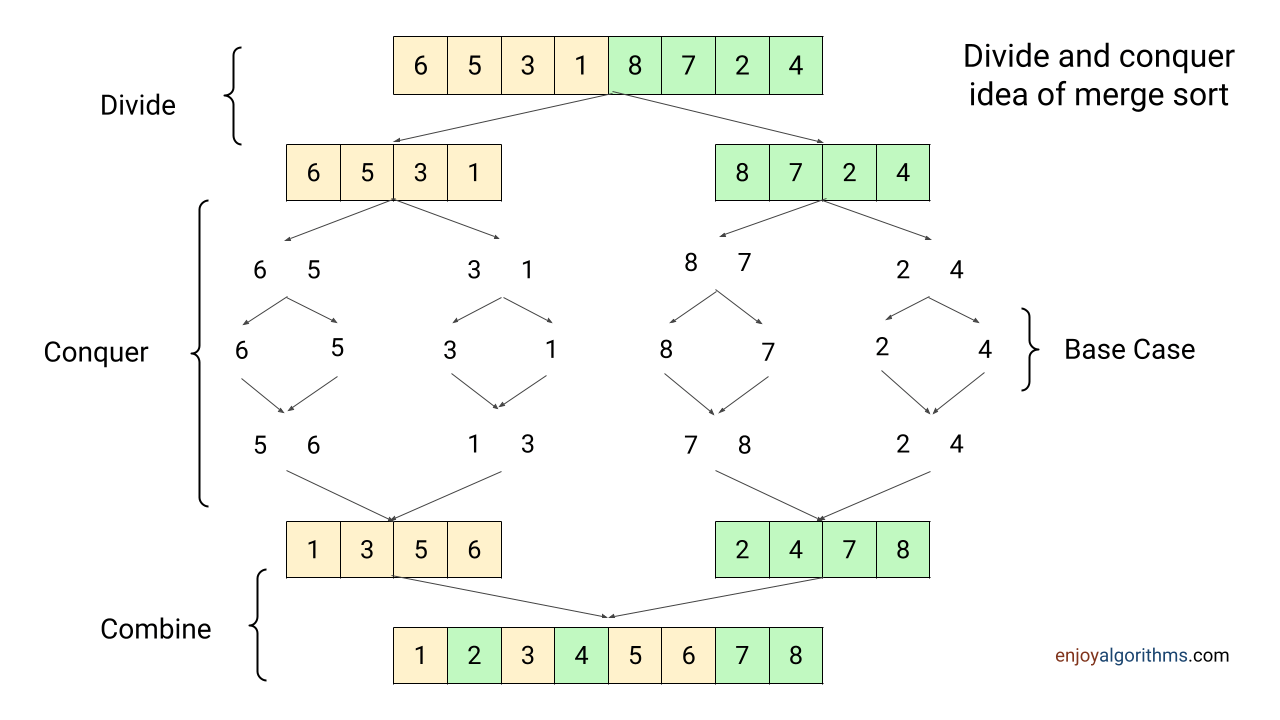 Divide and conquer
idea of merge sort
6 5 3 1 8 7 2 4
Divide
6 5 3 1 8 7 2 4
6 5 3 1 8 7 2 4
Conquer
6 5 3 1 8 7 2 4
Base Case
5 6 1 3 7 8 2 4
1 3 5 6 2 4 7 8
Combine
1 2 3 4 5 6 7 8
enjoyalgorithms.com